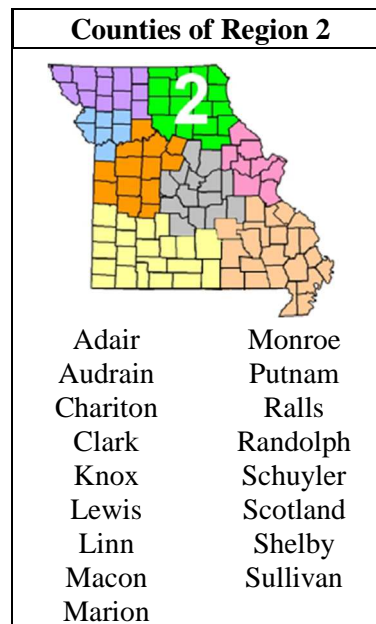 Counties of Region 2
2
Adair
Audrain
Chariton
Clark
Knox
Lewis
Linn
Macon
Marion
Monroe
Putnam
Ralls
Randolph
Schuyler
Scotland
Shelby
Sullivan